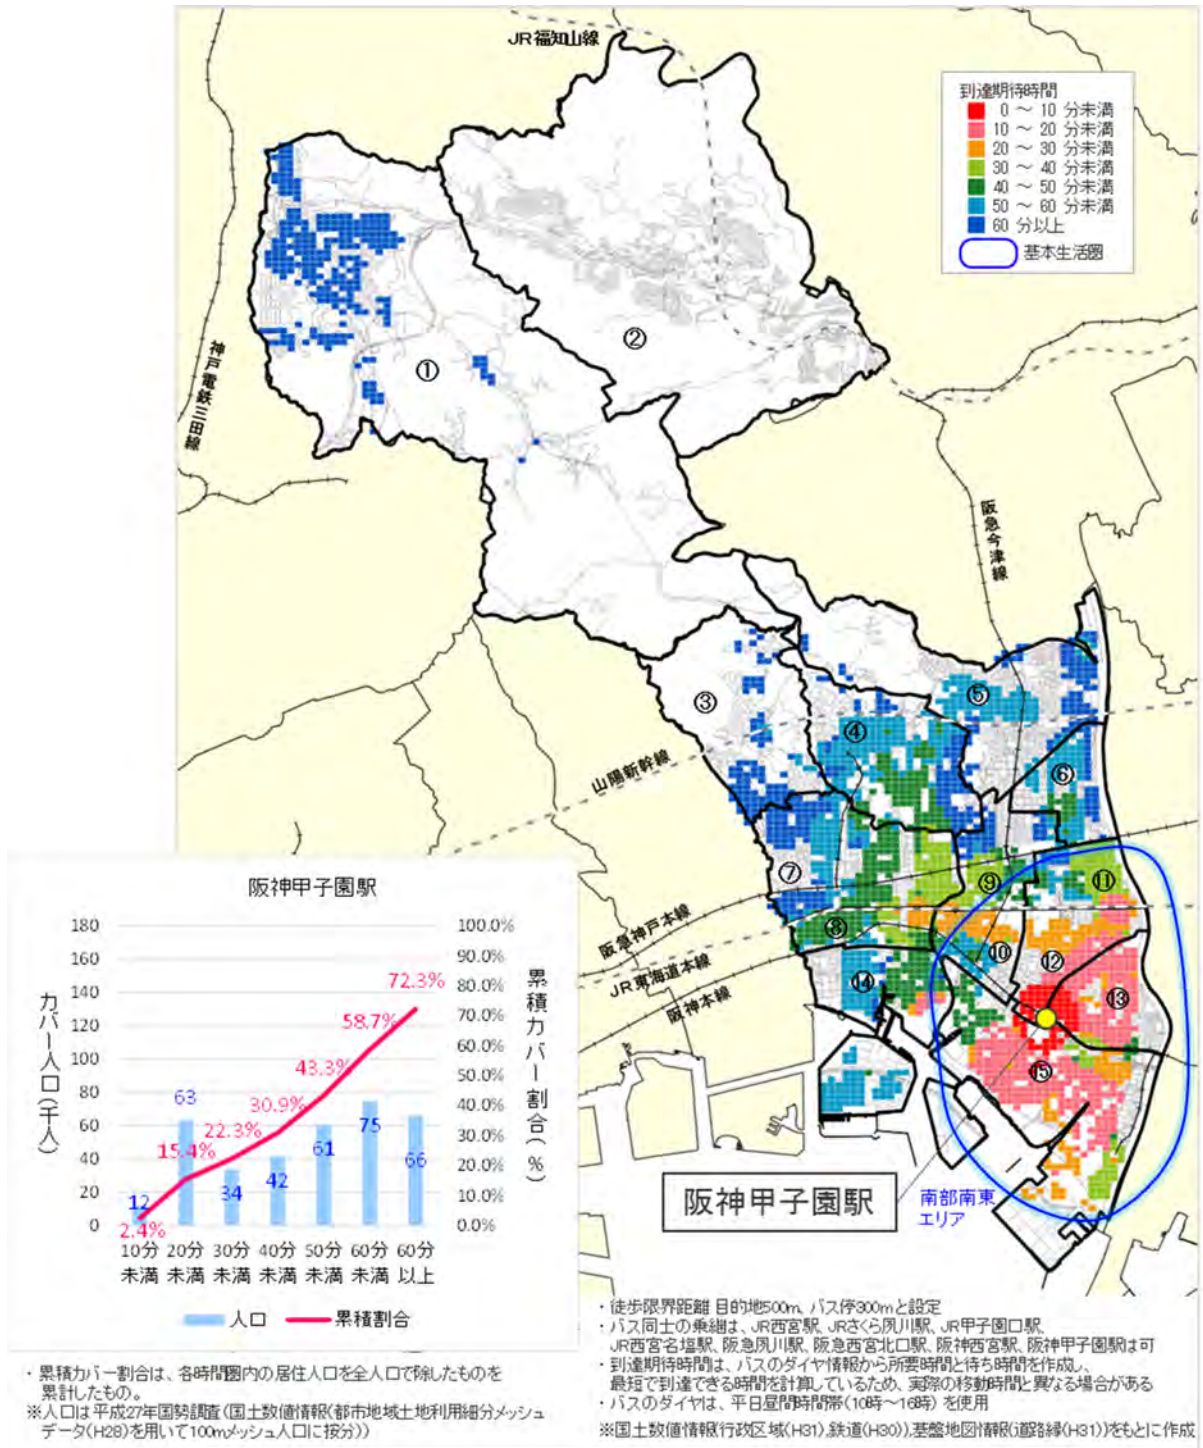 JR福知山線
到達期待時間
0 ～ 10 分未満
10 ～ 20 分未満
20 ～ 30 分未満
30 ～ 40 分未満
40 ～ 50 分未満
50 ～ 60 分未満
60 分以上
基本生活圏
神戸電鉄三田線
①
②
阪急今津線
③
④
⑤
⑥
山陽新幹線
⑦
⑧
⑨
⑩
⑪
⑫
⑬
⑭
⑮
阪急神戸本線
JR東海道本線
阪神本線
阪神甲子園駅
南部南東
エリア
阪神甲子園駅
カバー人口（千人）
180
160
140
120
100
80
60
40
20
0
累積カバー割合（%）
100.0%
90.0%
80.0%
70.0%
60.0%
50.0%
40.0%
30.0%
20.0%
10.0%
0.0%
12
63
34
42
61
75
66
2.4%
15.4%
22.3%
30.9%
43.3%
58.7%
72.3%
10分 20分 30分 40分 50分 60分 60分
未満 未満 未満 未満 未満 未満 以上
人口 累積割合
・累積カバー割合は、各時間圏内の居住人口を全人口で除したものを
累計したもの。
※人口は平成27年国勢調査（国土数値情報（都市地域土地利用細分メッシュ
データ（H28）を用いて100mメッシュ人口に按分））
・徒歩限界距離 目的地500m、バス停300mと設定
・バス同士の乗継は、JR西宮駅、JRさくら夙川駅、JR甲子園口駅、
JR西宮名塩駅、阪急夙川駅、阪急西宮北口駅、阪神西宮駅、阪神甲子園駅は可
・到達期待時間は、バスのダイヤ情報から所要時間と待ち時間を作成し、
最短で到達できる時間を計算しているため、実際の移動時間と異なる場合がある
・バスのダイヤは、平日昼間時間帯（10時～16時）を使用
※国土数値情報（行政区域（H31）,鉄道（H30））,基盤地図情報（道路縁（H31））をもとに作成